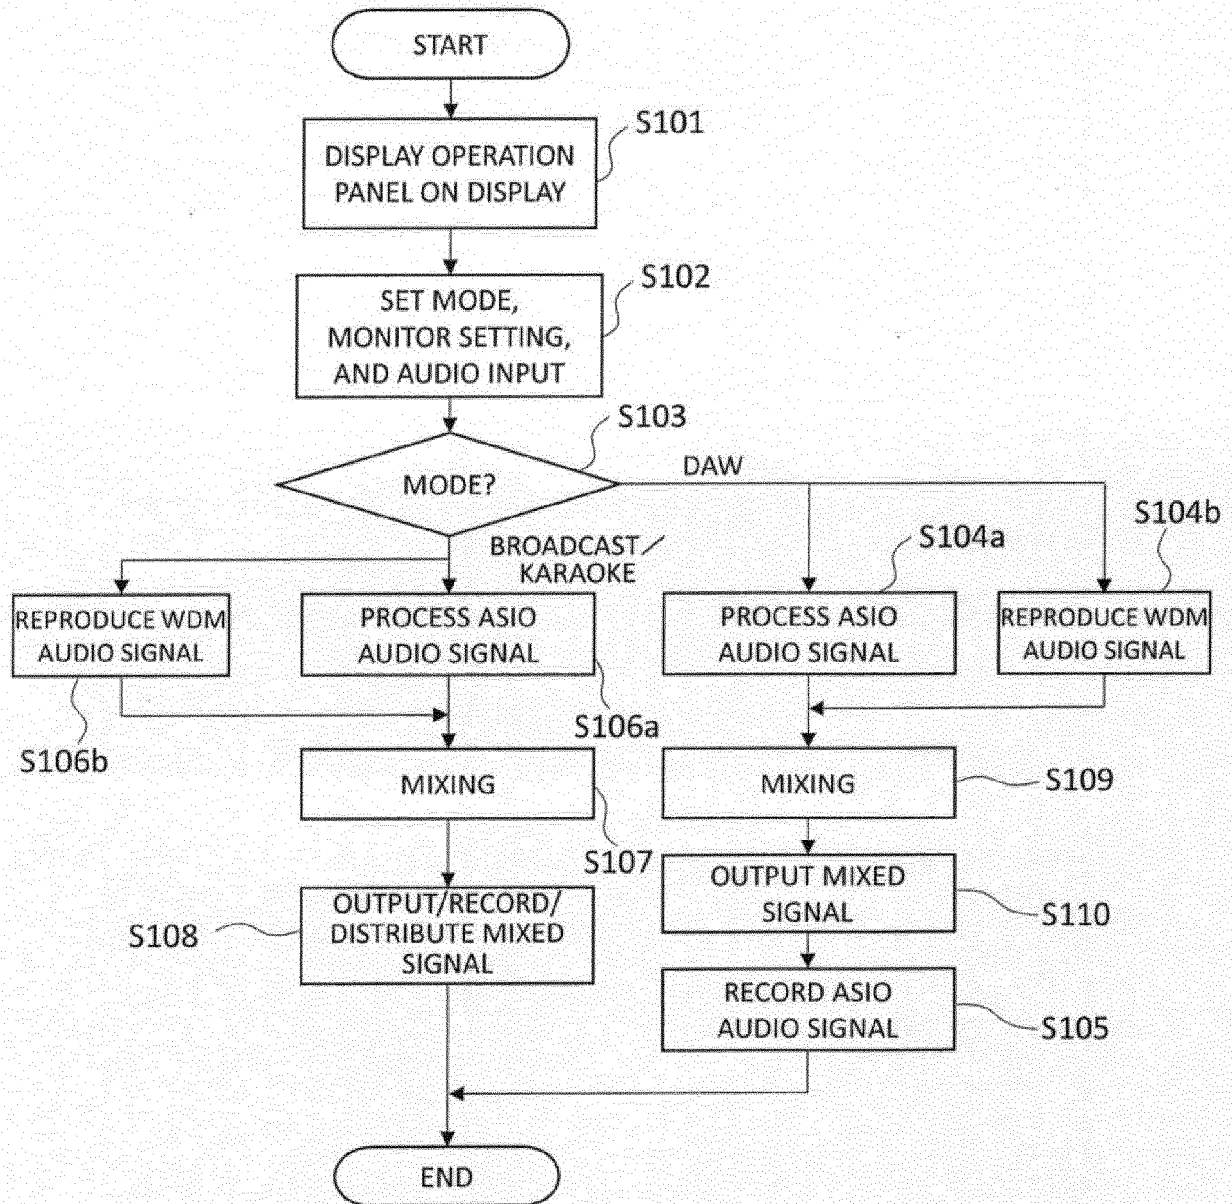 START
S101
DISPLAY OPERATION
PANEL ON DISPLAY
S102
SET MODE,
MONITOR SETTING,
AND AUDIO INPUT
S103
MODE?
DAW
BROADCAST/
KARAOKE
S104a
S104b
REPRODUCE WDM
AUDIO SIGNAL
PROCESS ASIO
AUDIO SIGNAL
PROCESS ASIO
AUDIO SIGNAL
REPRODUCE WDM
AUDIO SIGNAL
S106b
S106a
MIXING
S107
MIXING
S109
S108
OUTPUT/RECORD/
DISTRIBUTE MIXED
SIGNAL
OUTPUT MIXED
SIGNAL
S110
RECORD ASIO
AUDIO SIGNAL
S105
END